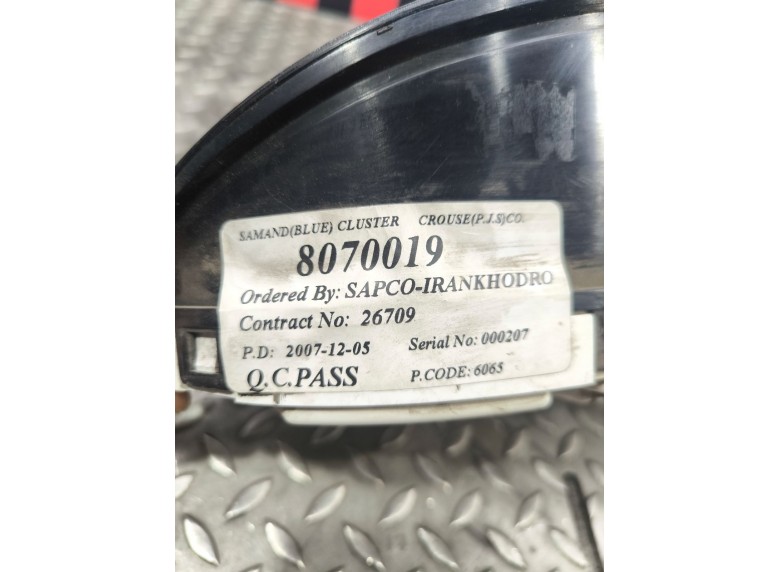 SAMAND(BLUE) CLUSTER CROUSE(P.J.S)CO.
8070019
Ordered By: SAPCO-IRANKHODRO
Contract No: 26709
P.D: 2007-12-05 Serial No: 000207
Q.C.PASS P.CODE: 6065